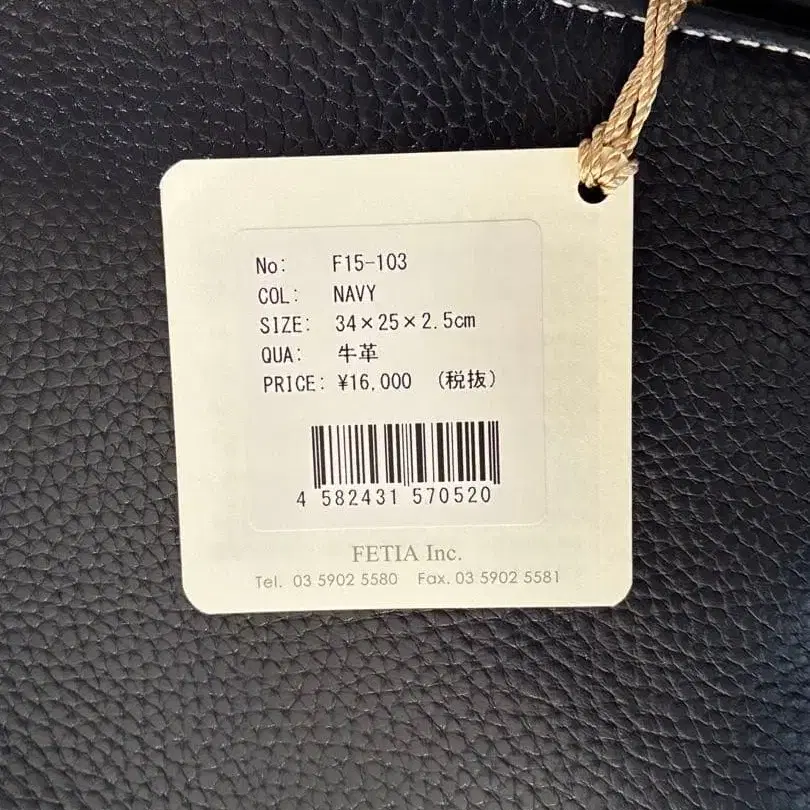 No: F15-103
COL: NAVY
SIZE: 34×25×2.5cm
QUA: 牛革
PRICE: ¥16,000 (税抜)
4 582431 570520
FETIA Inc.
Tel. 03 5902 5580 Fax. 03 5902 5581